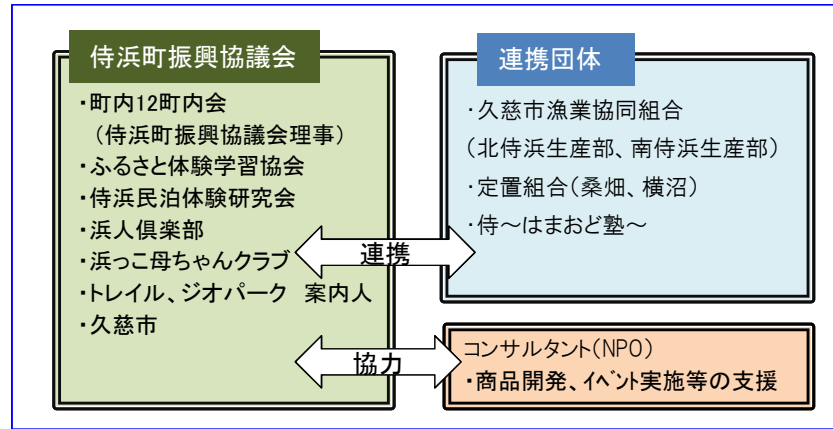 侍浜町振興協議会
・町内12町内会
（侍浜町振興協議会理事）
・ふるさと体験学習協会
・侍浜民泊体験研究会
・浜人倶楽部
・浜っこ母ちゃんクラブ
・トレイル、ジオパーク　案内人
・久慈市
連携
協力
連携団体
・久慈市漁業協同組合
（北侍浜生産部、南侍浜生産部）
・定置組合（桑畑、横沼）
・侍～はまおど塾～
コンサルタント(NPO)
・商品開発、ｲﾍﾞﾝﾄ実施等の支援